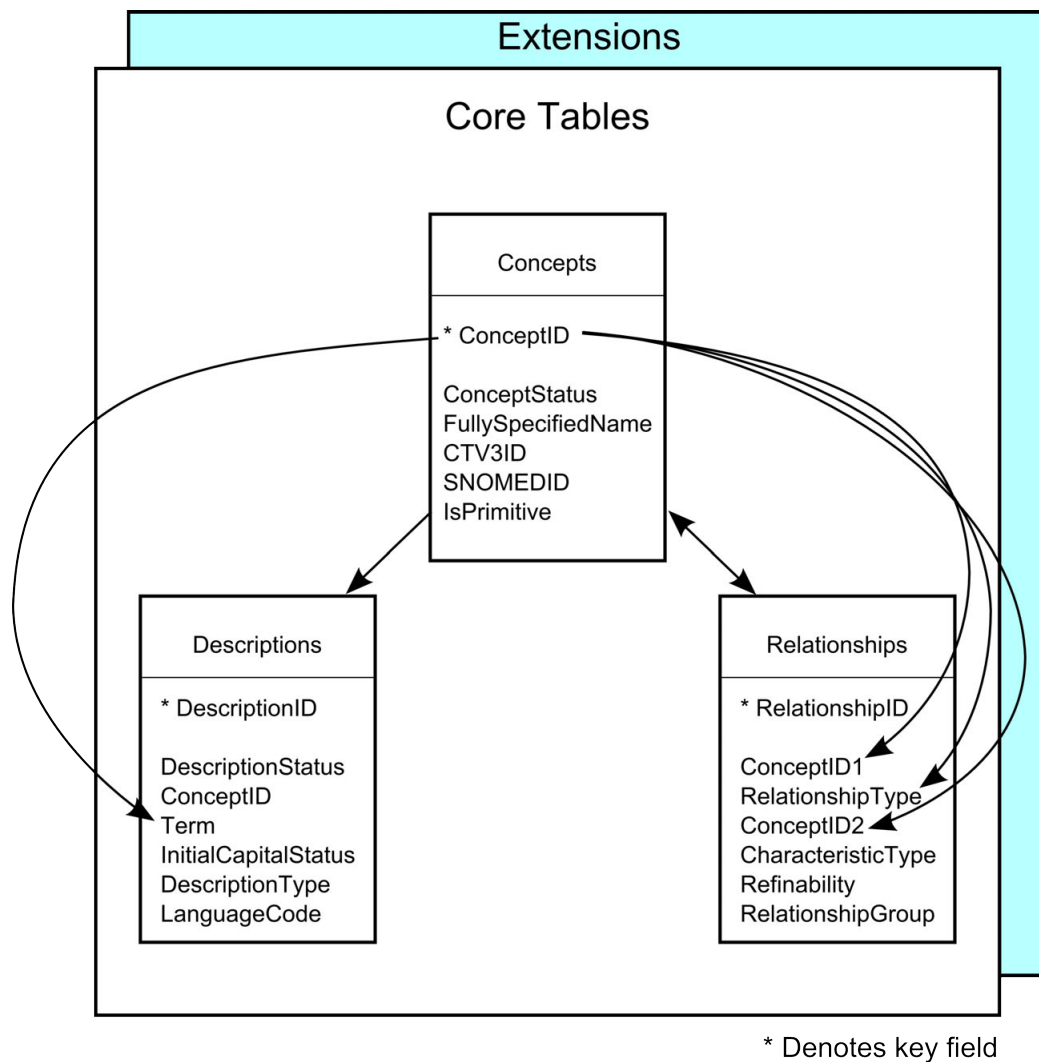 Extensions
Core Tables
Concepts
* ConceptID
ConceptStatus
FullySpecifiedName
CTV3ID
SNOMEDID
IsPrimitive
Descriptions
* DescriptionID
DescriptionStatus
ConceptID
Term
InitialCapitalStatus
DescriptionType
LanguageCode
Relationships
* RelationshipID
ConceptID1
RelationshipType
ConceptID2
CharacteristicType
Refinability
RelationshipGroup
* Denotes key field